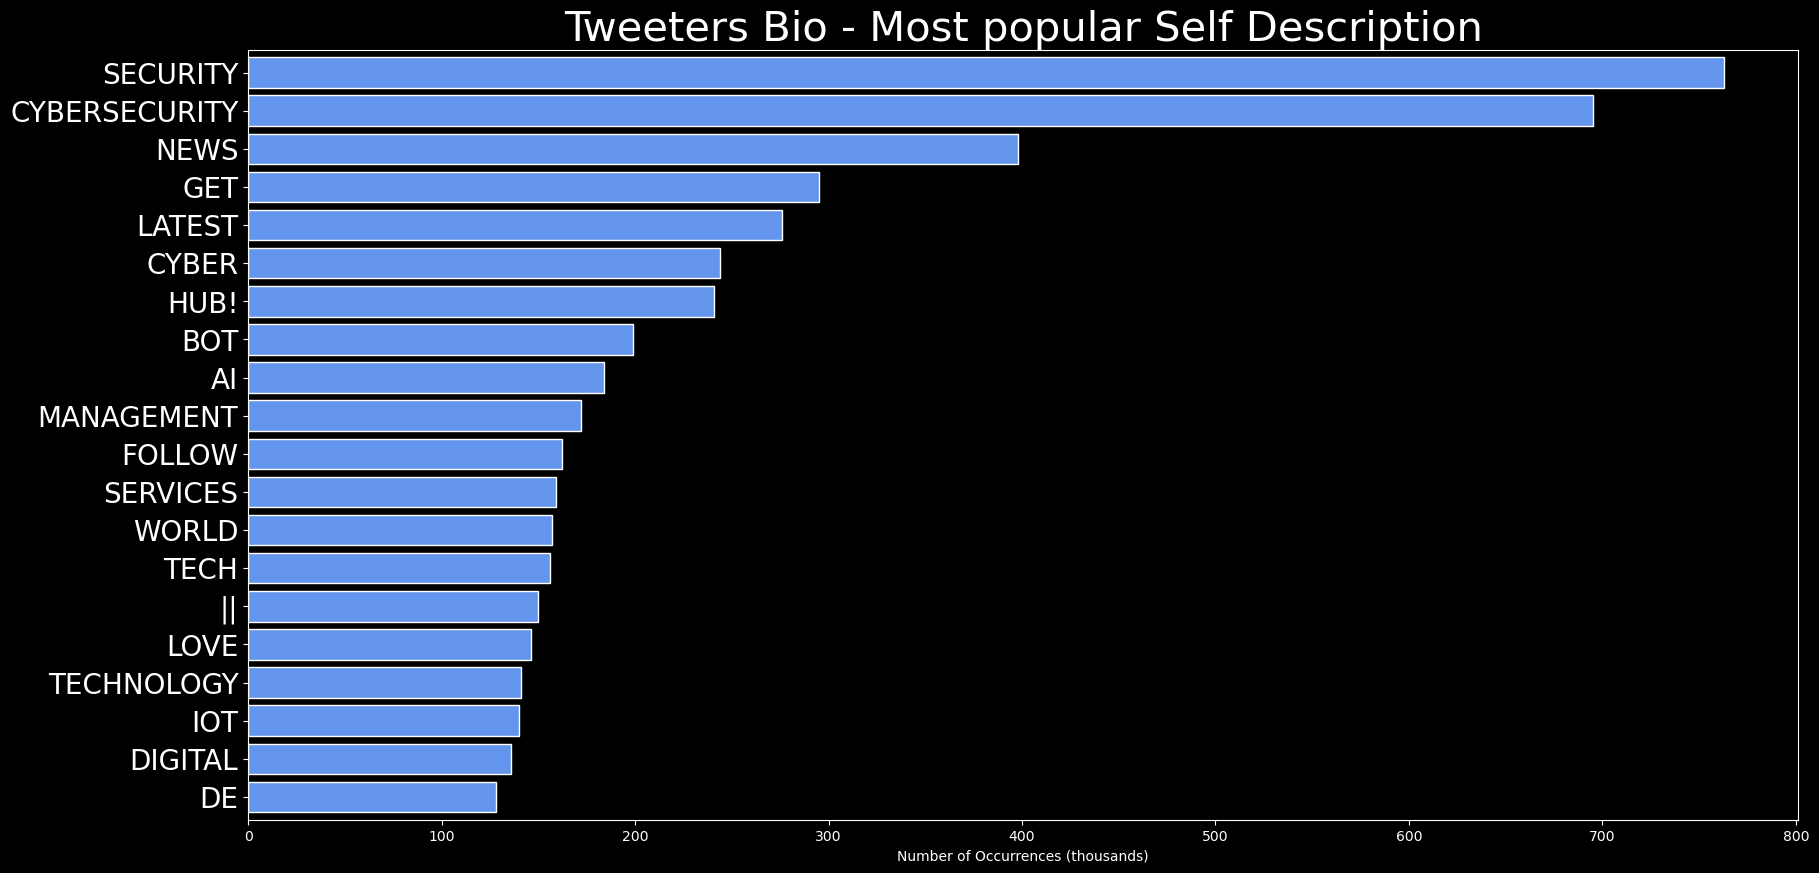 Tweeters Bio - Most popular Self Description
SECURITY
CYBERSECURITY
NEWS
GET
LATEST
CYBER
HUB!
BOT
AI
MANAGEMENT
FOLLOW
SERVICES
WORLD
TECH
||
LOVE
TECHNOLOGY
IOT
DIGITAL
DE
0 100 200 300 400 500 600 700 800
Number of Occurrences (thousands)